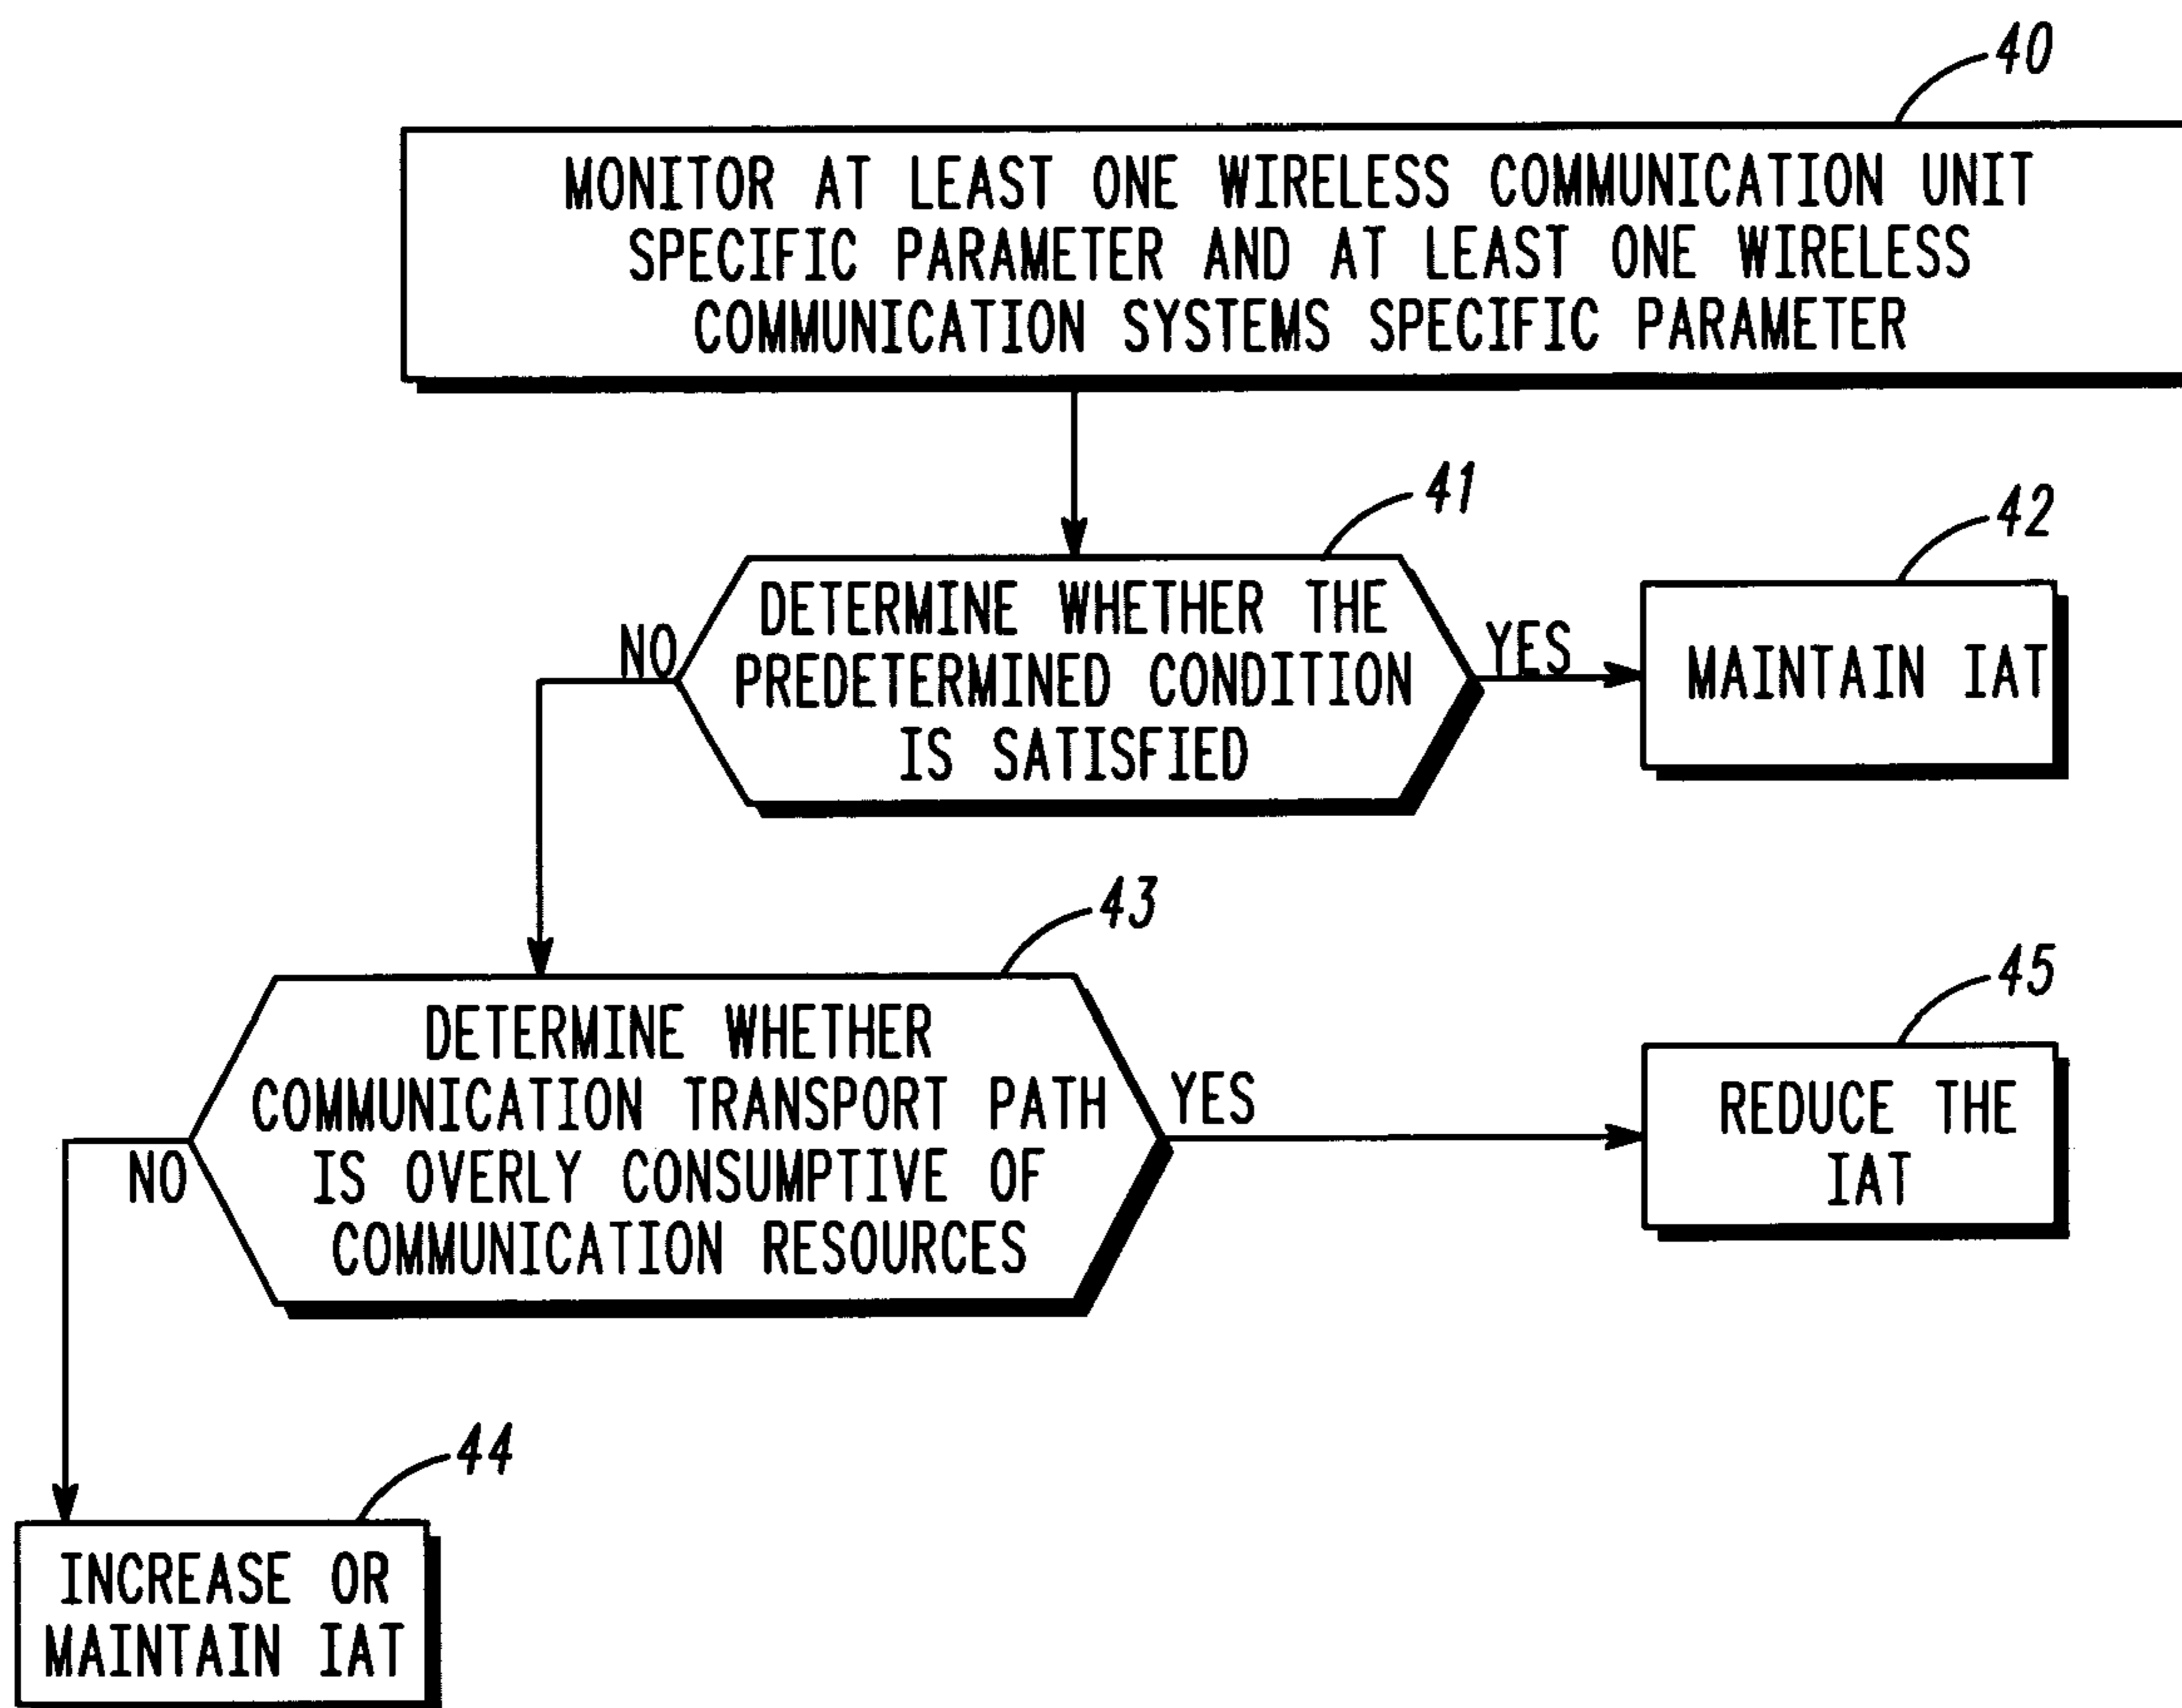 40
MONITOR AT LEAST ONE WIRELESS COMMUNICATION UNIT
SPECIFIC PARAMETER AND AT LEAST ONE WIRELESS
COMMUNICATION SYSTEMS SPECIFIC PARAMETER
41
42
DETERMINE WHETHER THE
PREDETERMINED CONDITION
IS SATISFIED
NO
YES
MAINTAIN IAT
43
45
DETERMINE WHETHER
COMMUNICATION TRANSPORT PATH
IS OVERLY CONSUMPTIVE OF
COMMUNICATION RESOURCES
YES
NO
REDUCE THE
IAT
44
INCREASE OR
MAINTAIN IAT